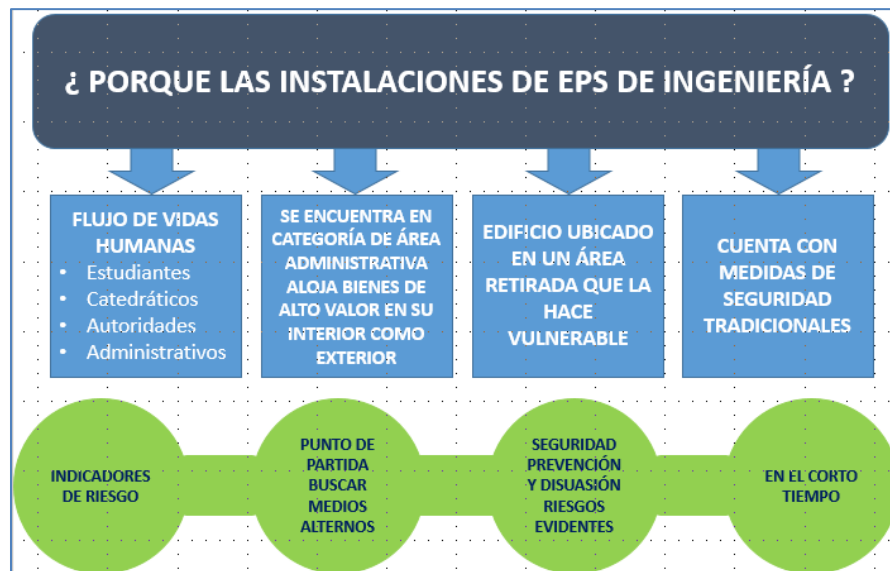 ¿ PORQUE LAS INSTALACIONES DE EPS DE INGENIERÍA ?
FLUJO DE VIDAS
HUMANAS
• Estudiantes
• Catedráticos
• Autoridades
• Administrativos
SE ENCUENTRA EN
CATEGORÍA DE ÁREA
ADMINISTRATIVA
ALOJA BIENES DE
ALTO VALOR EN SU
INTERIOR COMO
EXTERIOR
EDIFICIO UBICADO
EN UN ÁREA
RETIRADA QUE LA
HACE
VULNERABLE
CUENTA CON
MEDIDAS DE
SEGURIDAD
TRADICIONALES
INDICADORES
DE RIESGO
PUNTO DE
PARTIDA
BUSCAR
MEDIOS
ALTERNOS
SEGURIDAD
PREVENCIÓN
Y DISUASIÓN
RIESGOS
EVIDENTES
EN EL CORTO
TIEMPO